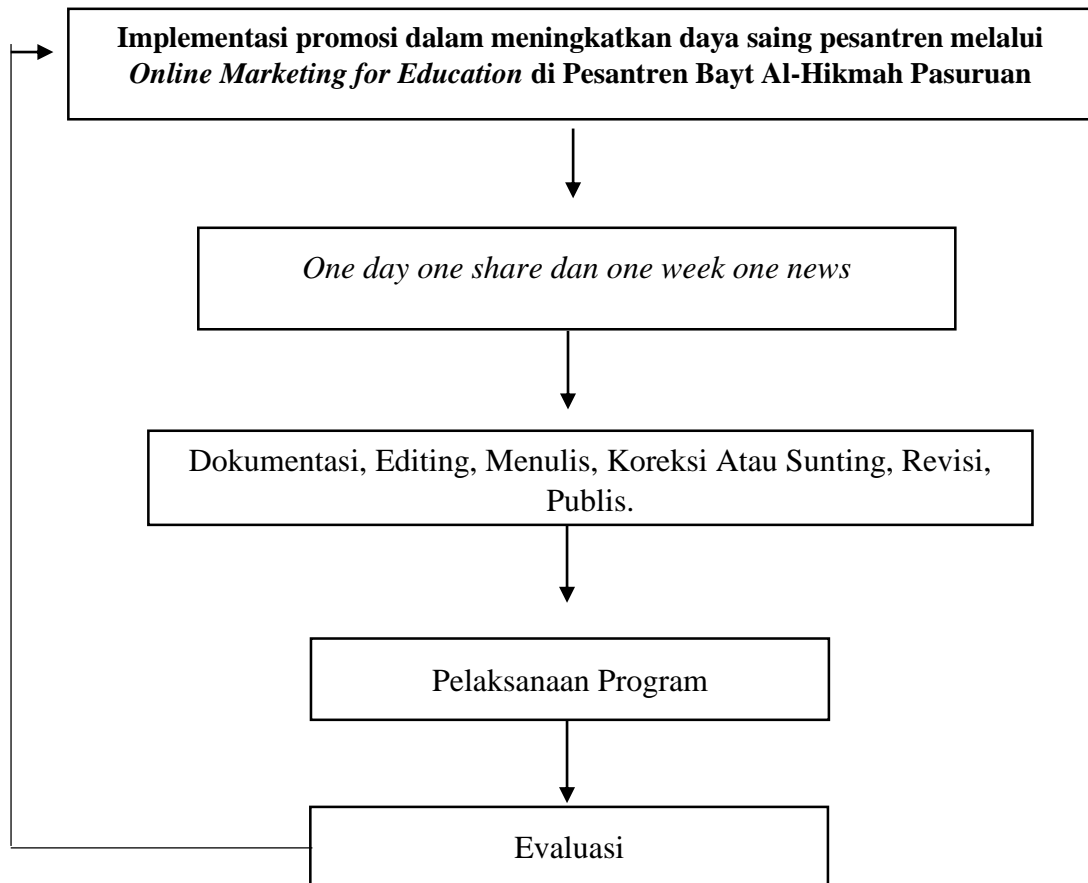 Implementasi promosi dalam meningkatkan daya saing pesantren melalui
Online Marketing for Education di Pesantren Bayt Al-Hikmah Pasuruan
One day one share dan one week one news
Dokumentasi, Editing, Menulis, Koreksi Atau Sunting, Revisi,
Publis.
Pelaksanaan Program
Evaluasi